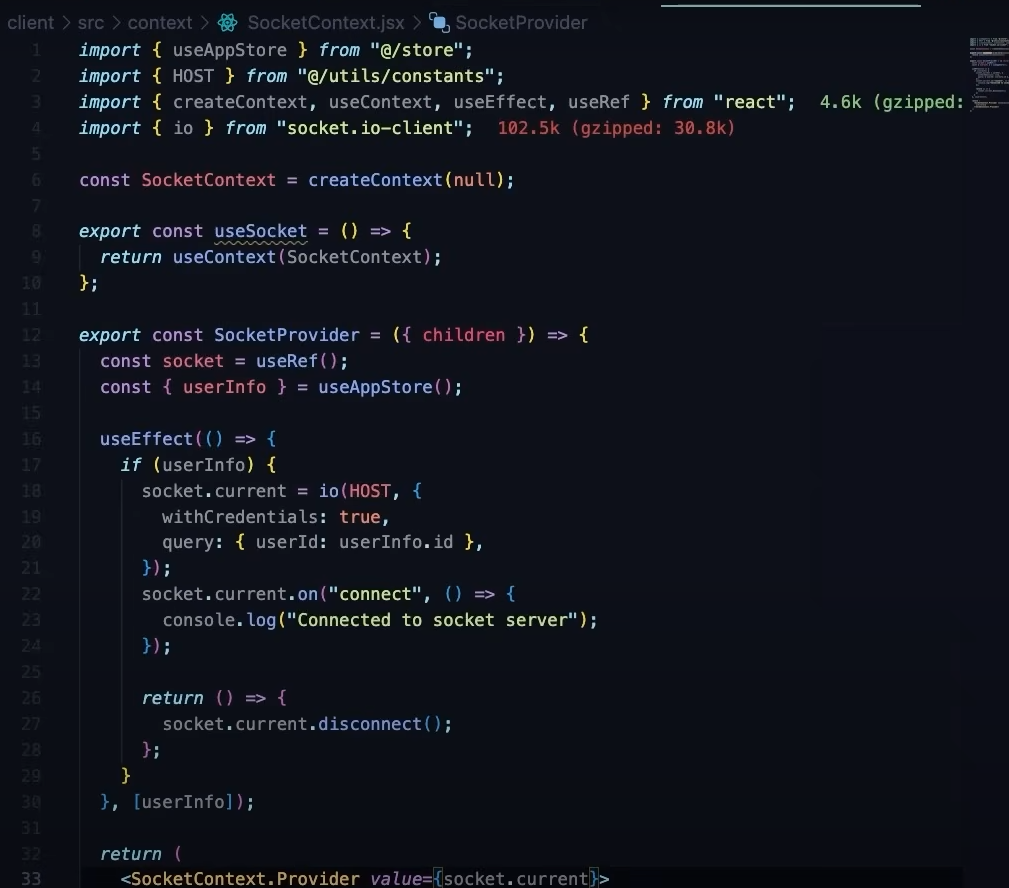 client > src > context > SocketContext.jsx > SocketProvider
1 import { useAppStore } from "@/store";
2 import { HOST } from "@/utils/constants";
3 import { createContext, useContext, useEffect, useRef } from "react"; 4.6k (gzipped:
4 import { io } from "socket.io-client"; 102.5k (gzipped: 30.8k)
5
6 const SocketContext = createContext(null);
7
8 export const useSocket = () => {
9 return useContext(SocketContext);
10 };
11
12 export const SocketProvider = ({ children }) => {
13 const socket = useRef();
14 const { userInfo } = useAppStore();
15
16 useEffect(() => {
17 if (userInfo) {
18 socket.current = io(HOST, {
19 withCredentials: true,
20 query: { userId: userInfo.id },
21 });
22 socket.current.on("connect", () => {
23 console.log("Connected to socket server");
24 });
25
26 return () => {
27 socket.current.disconnect();
28 };
29 }
30 }, [userInfo]);
31
32 return (
33 <SocketContext.Provider value={socket.current}>